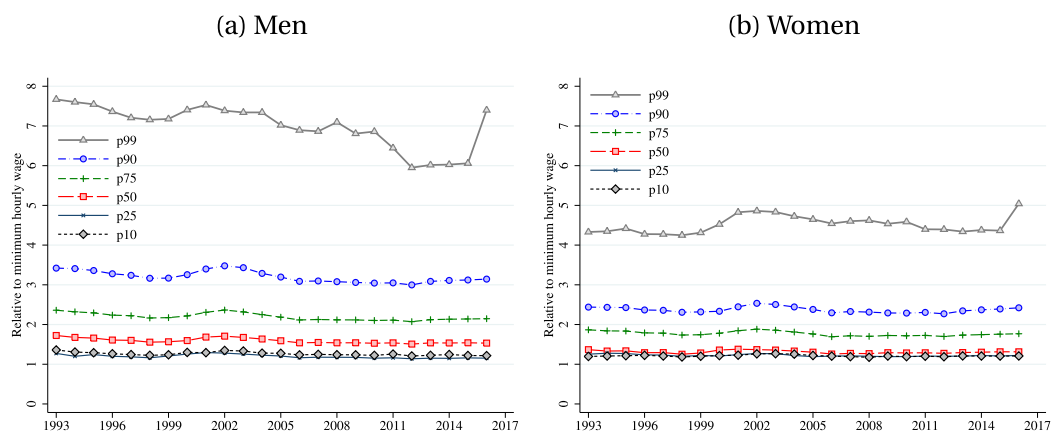 (a) Men
Relative to minimum hourly wage
8
7
6
5
4
3
2
1
0
p99
p90
p75
p50
p25
p10
1993 1996 1999 2002 2005 2008 2011 2014 2017
(b) Women
Relative to minimum hourly wage
8
7
6
5
4
3
2
1
0
p99
p90
p75
p50
p25
p10
1993 1996 1999 2002 2005 2008 2011 2014 2017